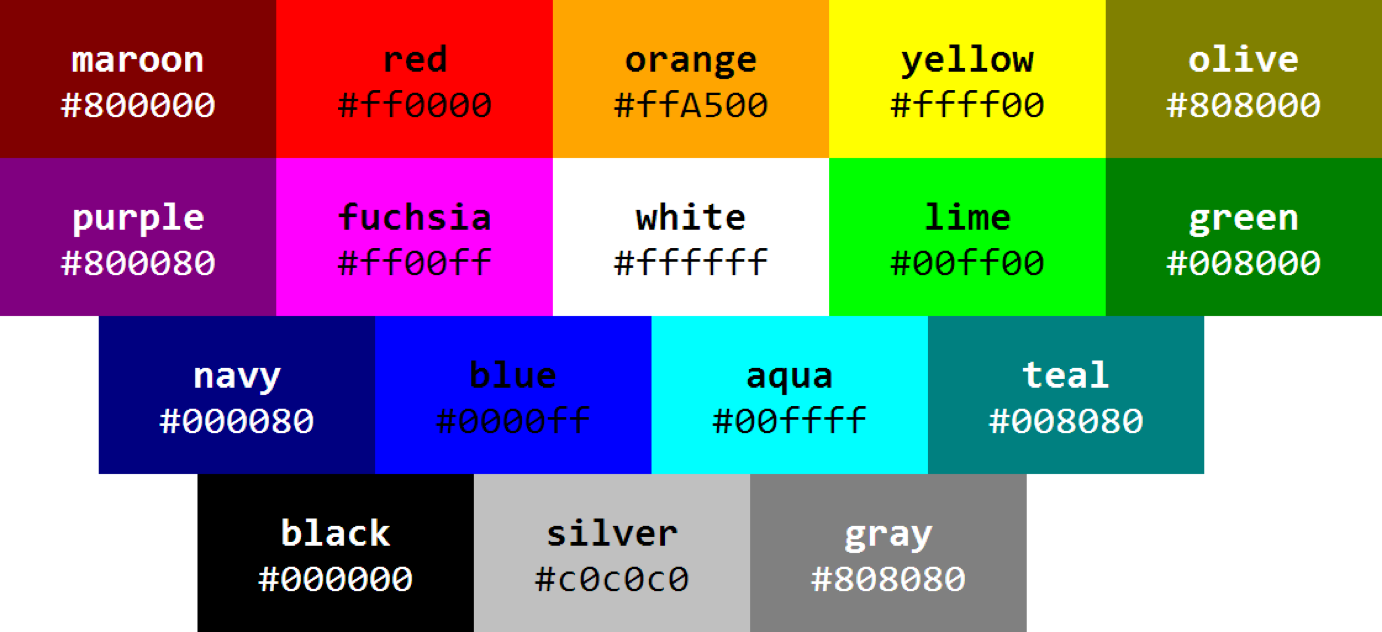 maroon
#800000
red
#ff0000
orange
#ffA500
yellow
#ffff00
olive
#808000
purple
#800080
fuchsia
#ff00ff
white
#ffffff
lime
#00ff00
green
#008000
navy
#000080
blue
#0000ff
aqua
#00ffff
teal
#008080
black
#000000
silver
#c0c0c0
gray
#808080